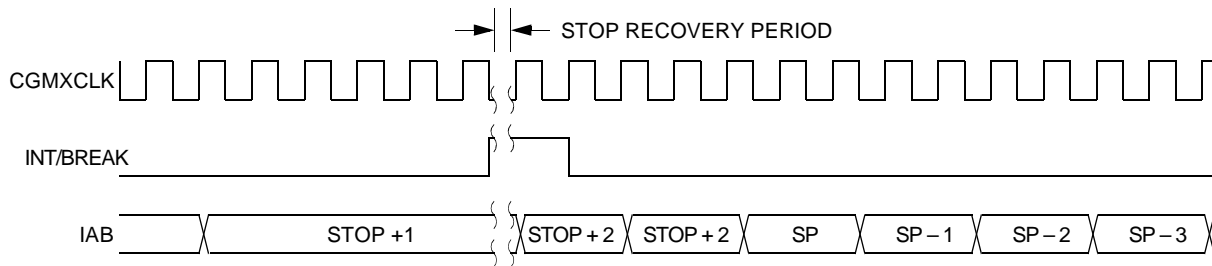 STOP RECOVERY PERIOD
CGMXCLK
INT/BREAK
IAB
STOP +1
STOP + 2
STOP + 2
SP
SP – 1
SP – 2
SP – 3